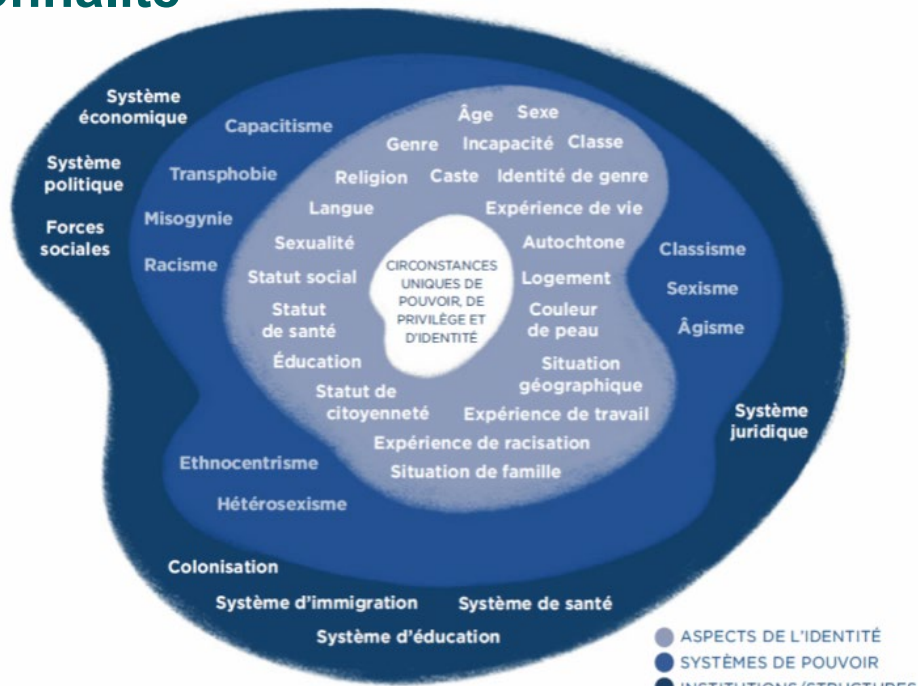 Système
économique
Système
politique
Forces
sociales
Capacitisme
Transphobie
Misogynie
Racisme
Âge Sexe
Genre Incapacité Classe
Religion Caste Identité de genre
Langue Expérience de vie
Sexualité Autochtone
Statut social Logement
Statut
de santé
Couleur
de peau
Éducation
Situation
géographique
Statut de
citoyenneté
Expérience de travail
Expérience de racisation
Situation de famille
CIRCONSTANCES
UNIQUES DE
POUVOIR, DE
PRIVILÈGE ET
D'IDENTITÉ
Classisme
Sexisme
Âgisme
Système
juridique
Ethnocentrisme
Hétérosexisme
Colonisation
Système d'immigration Système de santé
Système d'éducation
ASPECTS DE L'IDENTITÉ
SYSTÈMES DE POUVOIR
INSTITUTIONS/STRUCTURES